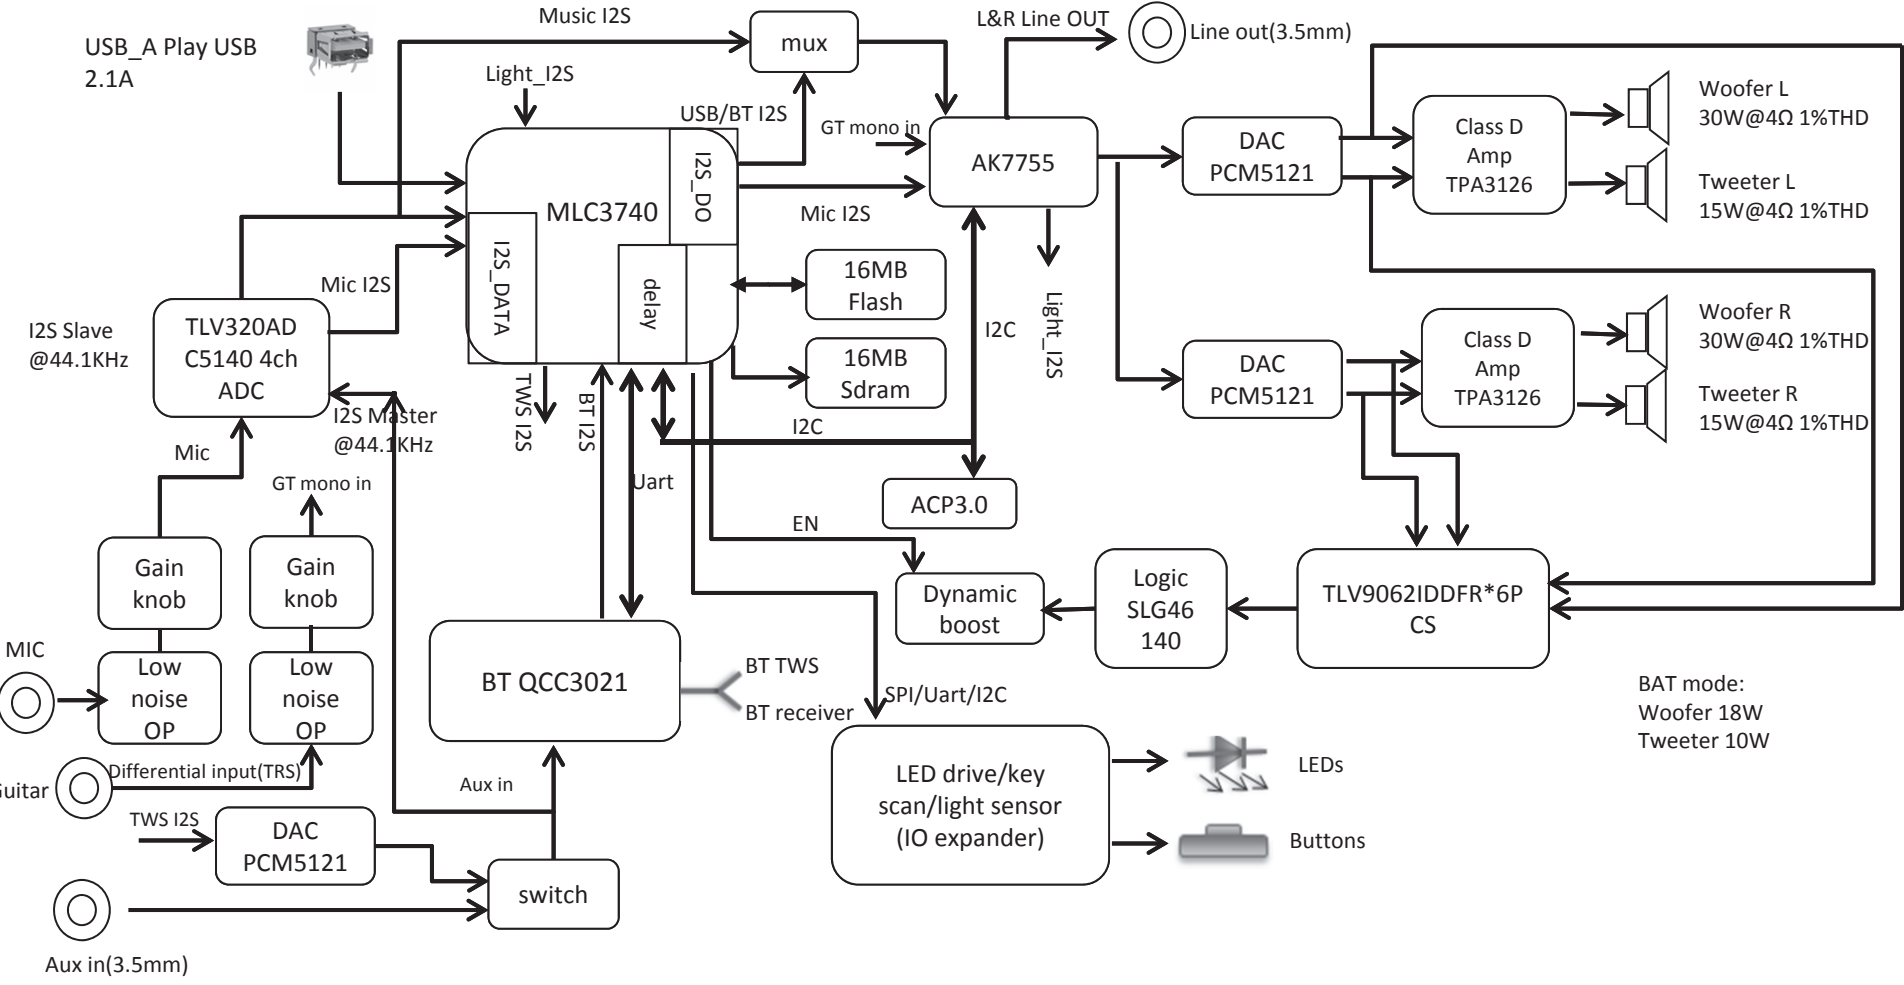 USB_A Play USB
2.1A
Music I2S
mux
L&R Line OUT
Line out(3.5mm)
Light_I2S
USB/BT I2S
GT mono in
AK7755
DAC
PCM5121
Class D
Amp
TPA3126
Woofer L
30W@4Ω 1%THD
Tweeter L
15W@4Ω 1%THD
MLC3740
I2S_DO
I2S_DATA
delay
Mic I2S
Mic I2S
16MB
Flash
16MB
Sdram
I2C
Light_I2S
I2S Slave
@44.1KHz
TLV320AD
C5140 4ch
ADC
I2S Master
@44.1KHz
TWS I2S
BT I2S
Uart
I2C
DAC
PCM5121
Class D
Amp
TPA3126
Woofer R
30W@4Ω 1%THD
Tweeter R
15W@4Ω 1%THD
Mic
GT mono in
ACP3.0
EN
Gain
knob
Gain
knob
Dynamic
boost
Logic
SLG46
140
TLV9062IDDFR*6P
CS
MIC
Low
noise
OP
Low
noise
OP
BT QCC3021
BT TWS
BT receiver
SPI/Uart/I2C
BAT mode:
Woofer 18W
Tweeter 10W
Guitar
Differential input(TRS)
Aux in
LED drive/key
scan/light sensor
(IO expander)
LEDs
Buttons
TWS I2S
DAC
PCM5121
switch
Aux in(3.5mm)